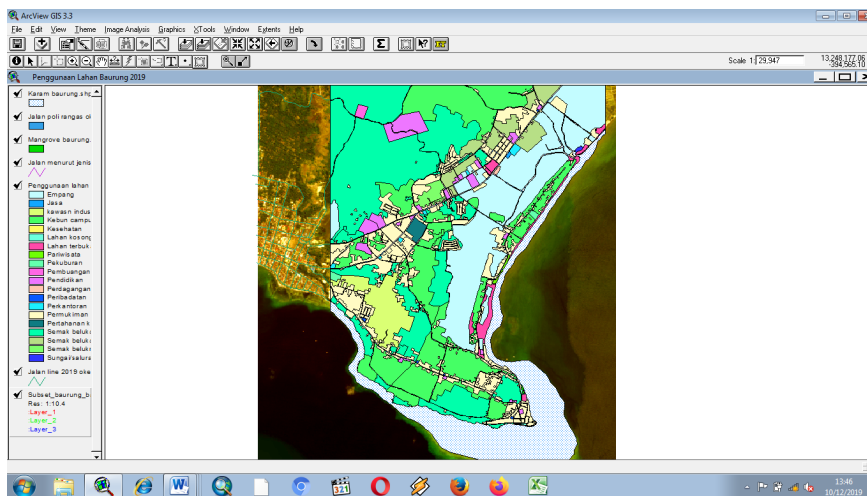 ArcView GIS 3.3
File Edit View Theme Image Analysis Graphics XTools Window Extents Help
Scale 1: 29,947
13,248,177.06
-394,565.10
Penggunaan Lahan Baurung 2019
Karam baurung.shp
Jalan poli rangas ol
Mangrove baurung.
Jalan menurut jenis
Penggunaan lahan
Empang
Jasa
kawasn indus
Kebun campu
Kesehatan
Lahan kosong
Lahan terbuk
Pariwisata
Pekuburan
Pembuangan
Pendidikan
Perdagangan
Peribadatan
Perkantoran
Permukiman
Pertahanan k
Semak beluka
Semak beluka
Semak beluka
Sungai/salura
Jalan line 2019 oke
Subset_baurung_b
Res: 1:10.4
Layer_1
Layer_2
Layer_3
321
13:46
10/12/2019